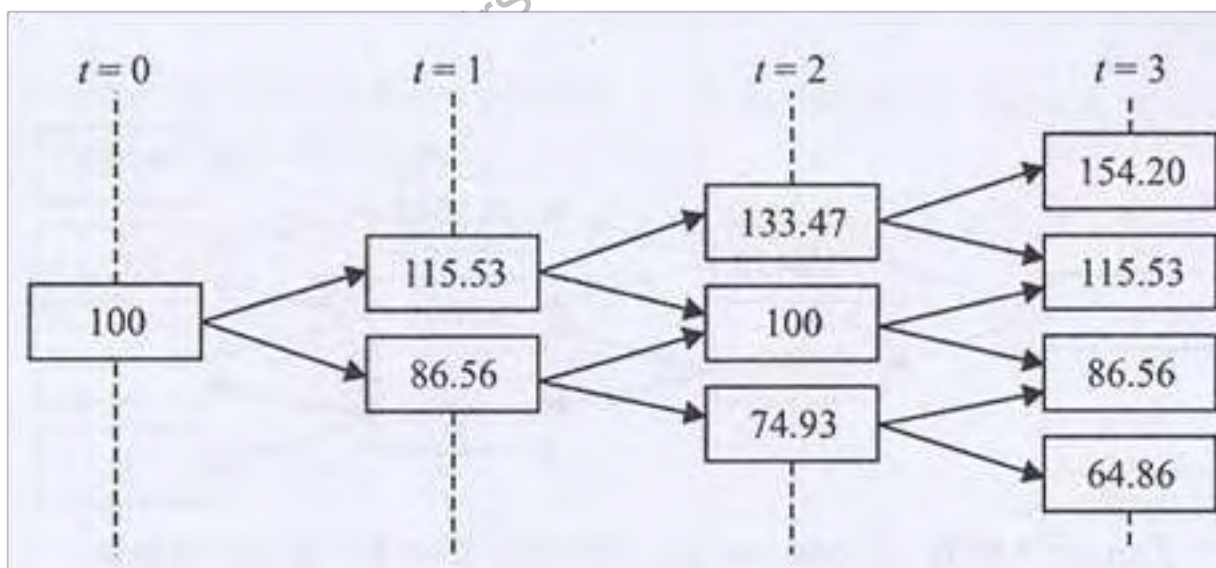 t = 0
t = 1
t = 2
t = 3
100
115.53
86.56
133.47
100
74.93
154.20
115.53
86.56
64.86